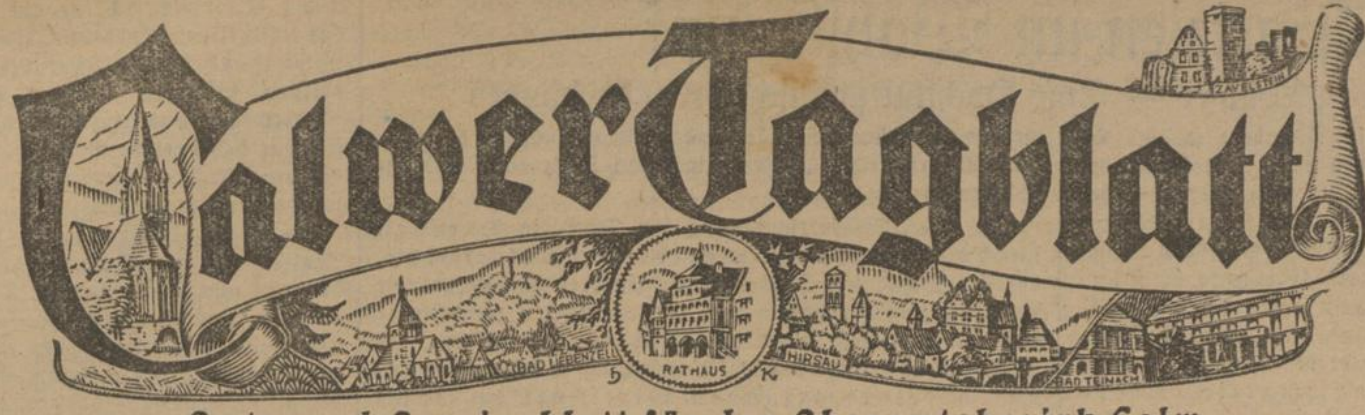 ZAVELSTEIN
Calwer Tagblatt
BAD LIEBENZELL
RATHAUS
HIRSAU
BAD TEINACH
H K